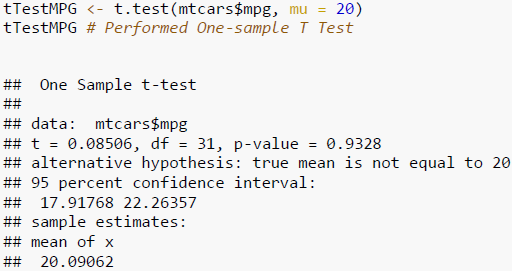 tTestMPG <- t.test(mtcars$mpg, mu = 20)
tTestMPG # Performed One-sample T Test
##  One Sample t-test
##
## data:  mtcars$mpg
## t = 0.08506, df = 31, p-value = 0.9328
## alternative hypothesis: true mean is not equal to 20
## 95 percent confidence interval:
##  17.91768 22.26357
## sample estimates:
## mean of x
##  20.09062